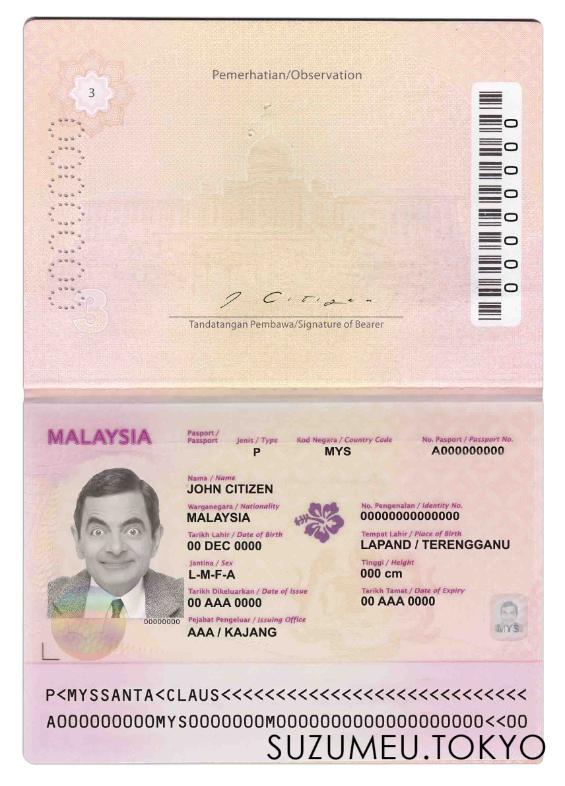 Pemerhatian/Observation
3
00000000
A00000000
3
J Citizen
Tandatangan Pembawa/Signature of Bearer
MALAYSIA
Pasport / Passport
Jenis / Type
Kod Negara / Country Code
No. Pasport / Passport No.
P
MYS
A000000000
Nama / Name
JOHN CITIZEN
Warganegara / Nationality
No. Pengenalan / Identity No.
MALAYSIA
00000000000000
Tarikh Lahir / Date of Birth
Tempat Lahir / Place of Birth
00 DEC 0000
LAPAND / TERENGGANU
Jantina / Sex
Tinggi / Height
L-M-F-A
000 cm
Tarikh Dikeluarkan / Date of Issue
Tarikh Tamat / Date of Expiry
00 AAA 0000
00 AAA 0000
00000000
Pejabat Pengeluar / Issuing Office
AAA / KAJANG
MYS
P<MYSSANTA<CLAUS<<<<<<<<<<<<<<<<<<<<<<<<<<<<
A000000000MYS0000000M0000000000000000000<<00
SUZUMEU.TOKYO